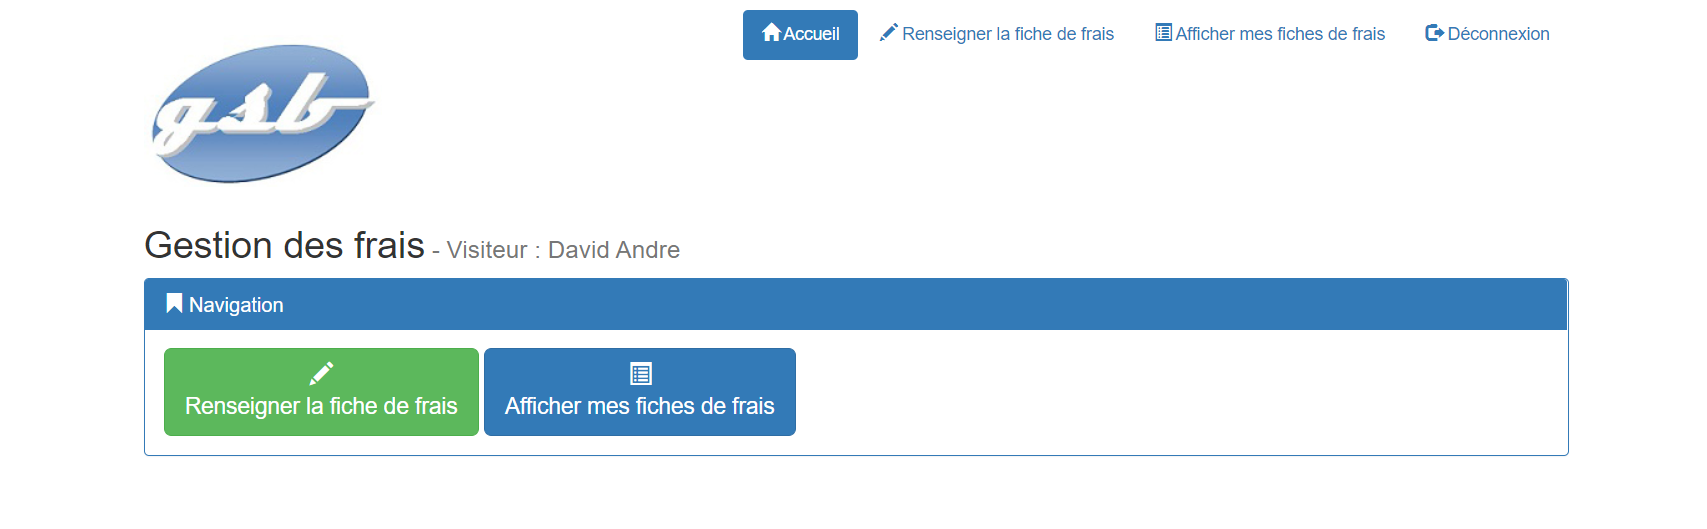 Accueil Renseigner la fiche de frais Afficher mes fiches de frais Déconnexion
gsb
Gestion des frais - Visiteur : David Andre
Navigation
Renseigner la fiche de frais Afficher mes fiches de frais